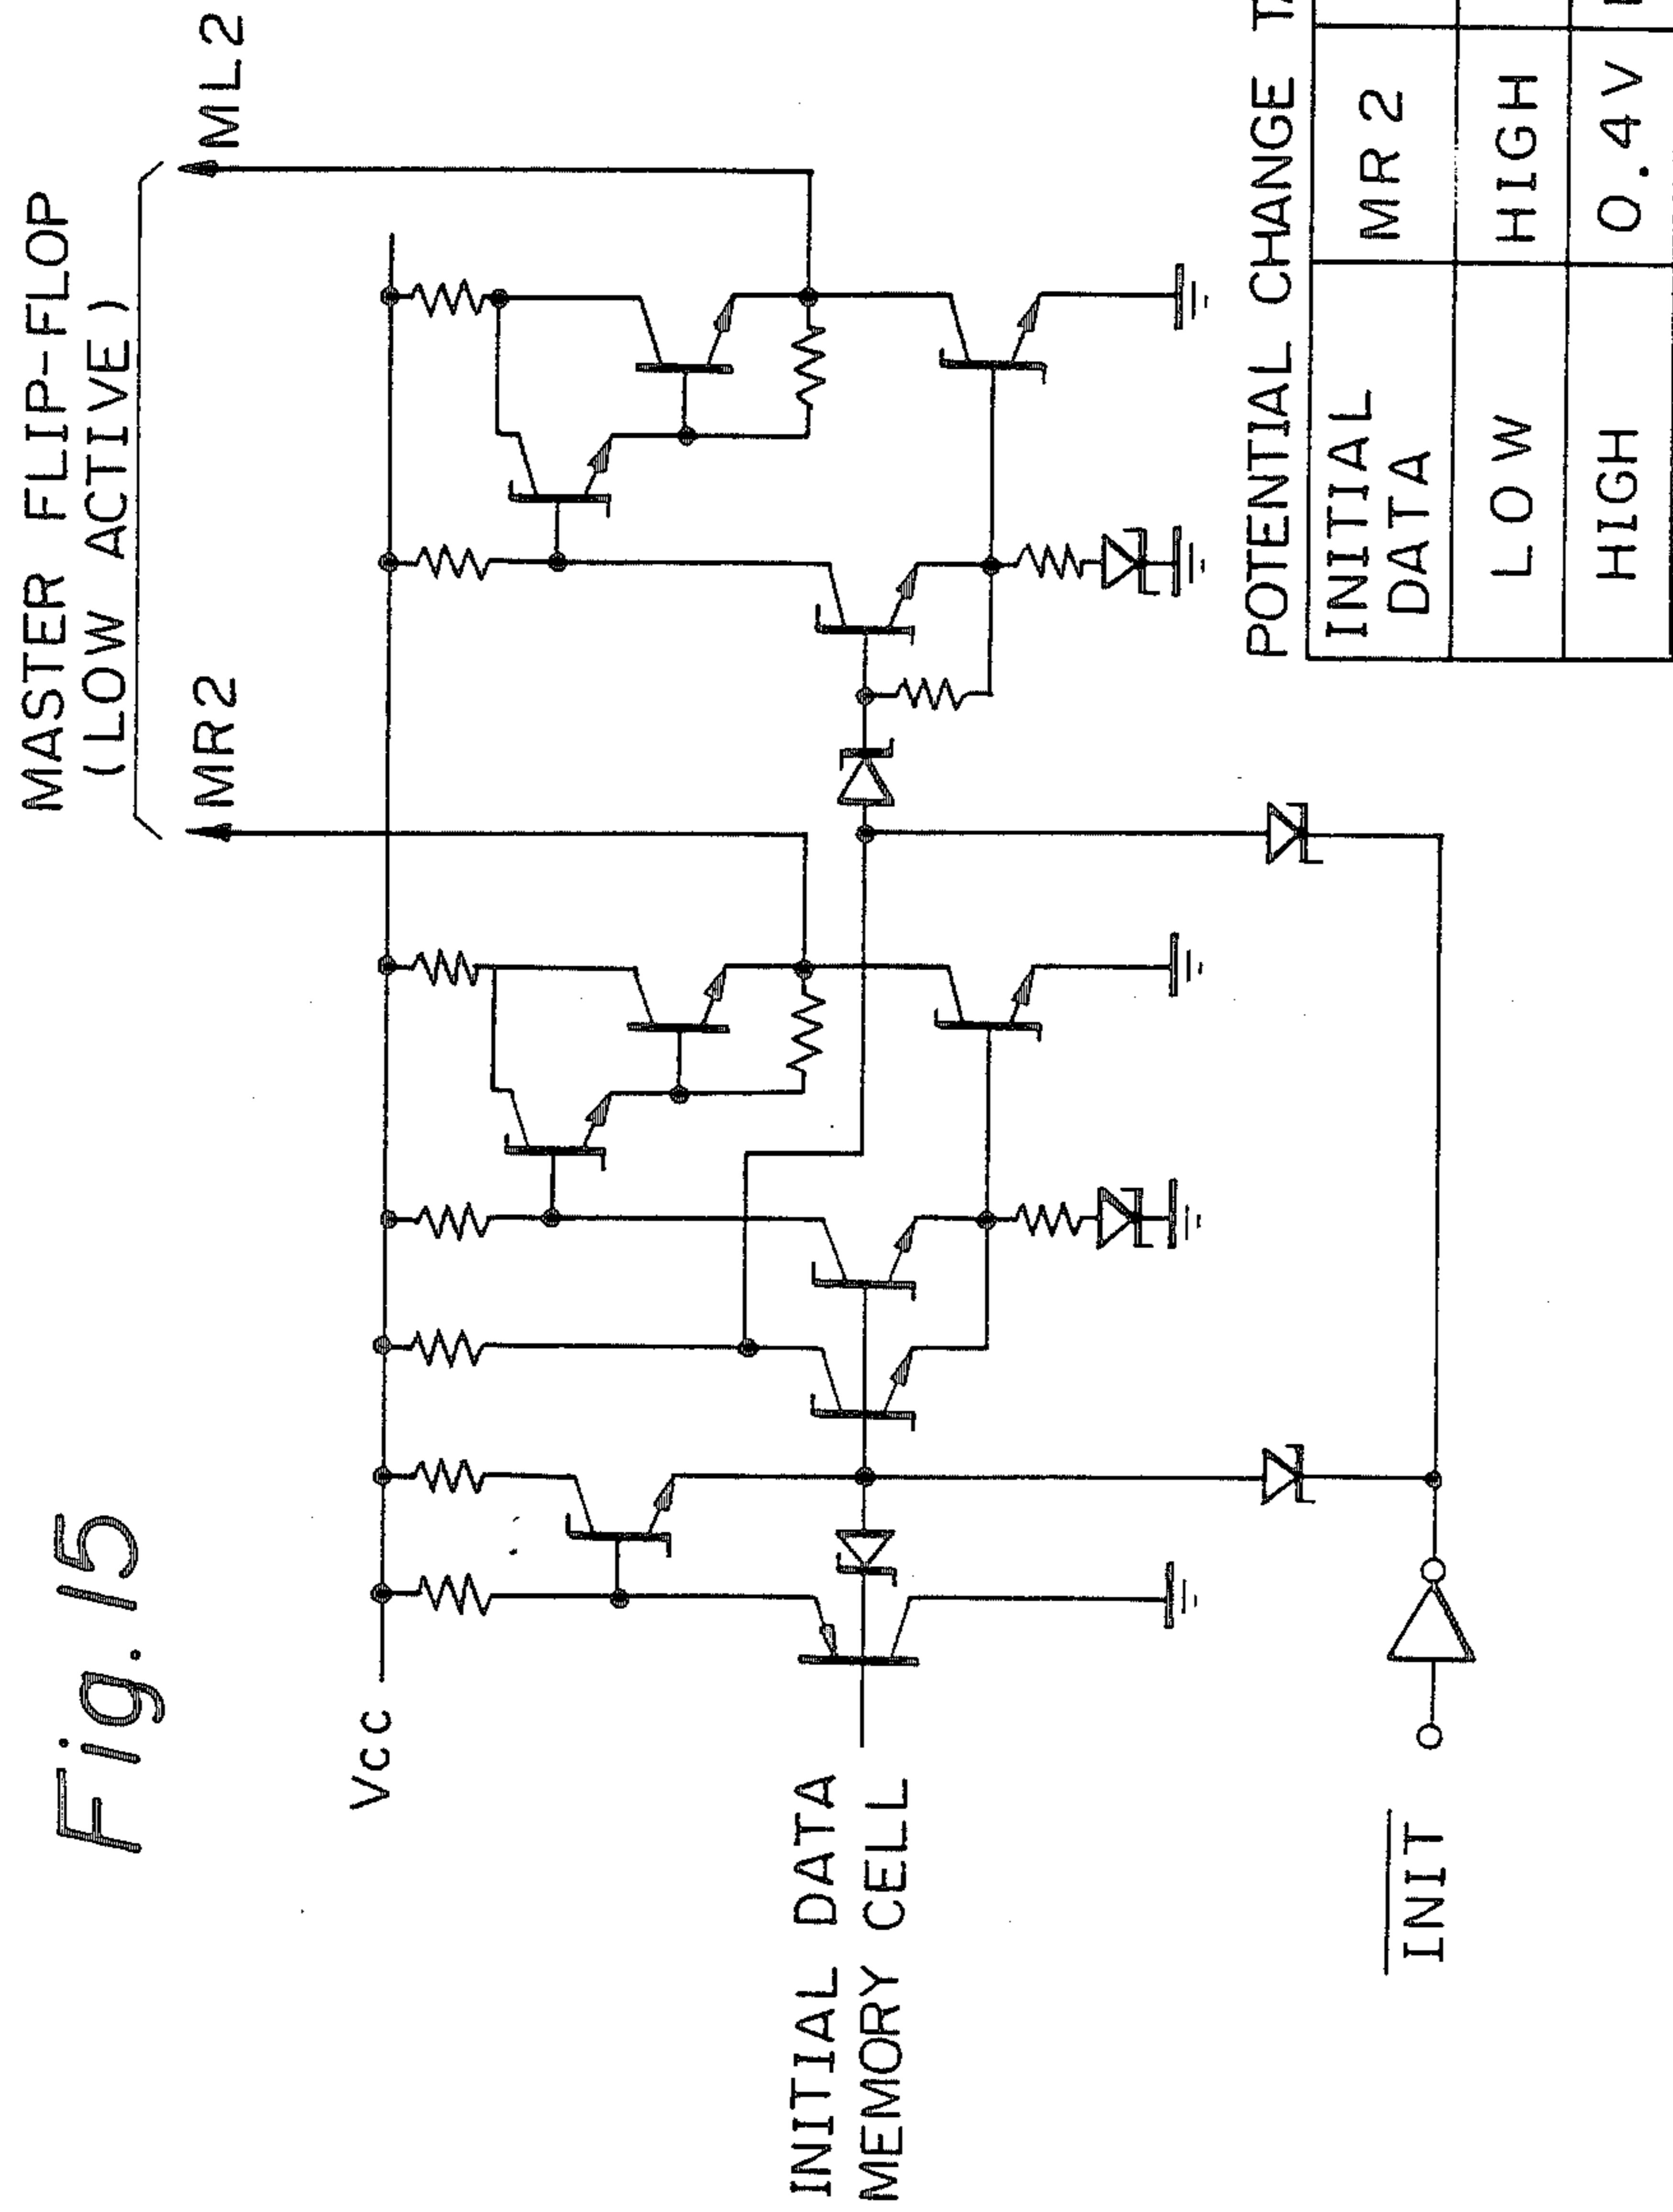 Fig. 15
MASTER FLIP-FLOP
(LOW ACTIVE)
MR2
ML2
Vcc
INITIAL DATA
MEMORY CELL
INIT
POTENTIAL CHANGE
INITIAL
DATA
MR2
LOW
HIGH
HIGH
0.4V